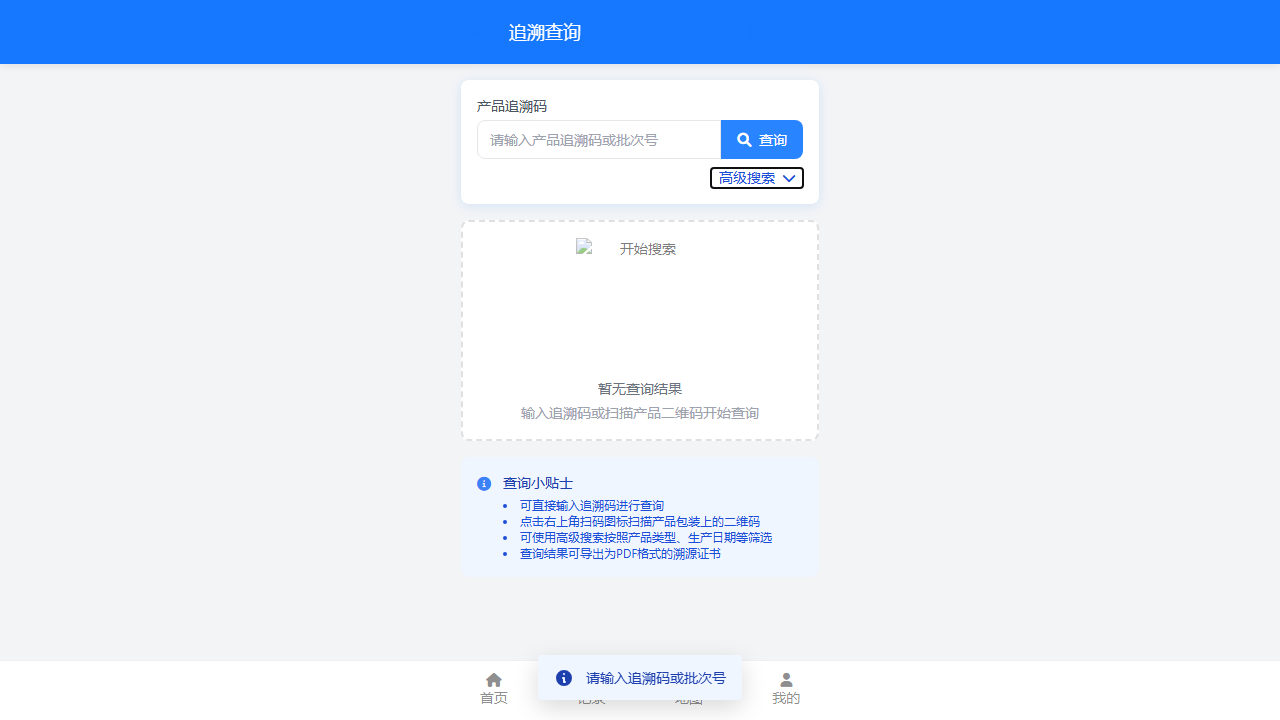 追溯查询
产品追溯码
请输入产品追溯码或批次号
查询
高级搜索
开始搜索
暂无查询结果
输入追溯码或扫描产品二维码开始查询
查询小贴士
可直接输入追溯码进行查询
点击右上角扫码图标扫描产品包装上的二维码
可使用高级搜索按照产品类型、生产日期等筛选
查询结果可导出为PDF格式的溯源证书
请输入追溯码或批次号
首页
记录
地图
我的